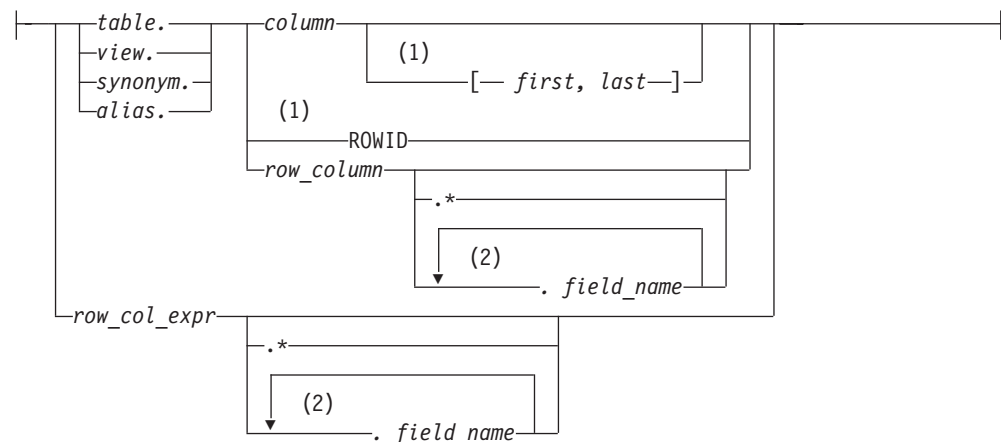 table. column
view. (1)
synonym. [ first, last ]
alias. (1)
ROWID
row_column
.*
(2)
. field_name
row_col_expr
.*
(2)
. field name